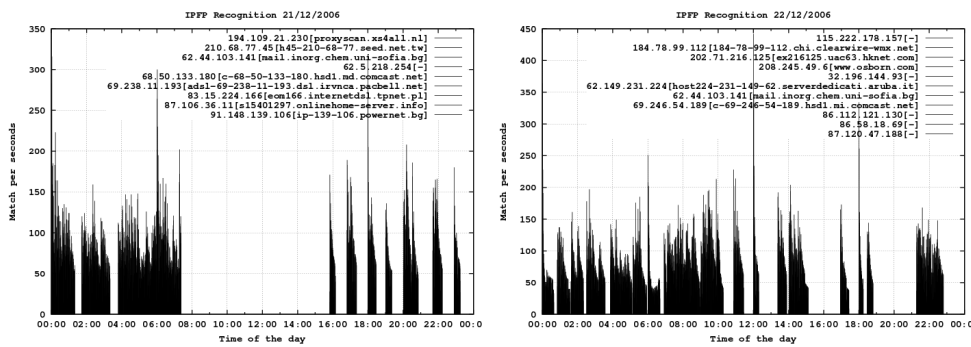 IPFP Recognition 21/12/2006
350
300
250
200
150
100
50
0
Match per seconds
194.109.21.230[proxyscan.xs4all.nl]
210.68.77.45[h45-210-68-77.seed.net.tw]
62.44.103.141[mail.inorg.chem.uni-sofia.bg]
62.5.218.254[-]
68.50.133.180[c-68-50-133-180.hsd1.md.comcast.net]
69.238.11.193[adsl-69-238-11-193.dsl.irvnca.pacbell.net]
83.15.224.166[eom166.internetdsl.tpnet.pl]
87.106.36.11[s15401297.onlinehome-server.info]
91.148.139.106[ip-139-106.powernet.bg]
00:00 02:00 04:00 06:00 08:00 10:00 12:00 14:00 16:00 18:00 20:00 22:00 00:0
Time of the day
IPFP Recognition 22/12/2006
450
400
350
300
250
200
150
100
50
0
Match per seconds
115.222.178.157[-]
184.78.99.112[184-78-99-112.chi.clearwire-wmx.net]
202.71.216.125[ex216125.uac63.hknet.com]
208.245.49.6[www.osborn.com]
32.196.144.93[-]
62.149.231.224[host224-231-149-62.serverdedicati.aruba.it]
62.44.103.141[mail.inorg.chem.uni-sofia.bg]
69.246.54.189[c-69-246-54-189.hsd1.mi.comcast.net]
86.112.121.130[-]
86.58.18.69[-]
87.120.47.188[-]
00:00 02:00 04:00 06:00 08:00 10:00 12:00 14:00 16:00 18:00 20:00 22:00 00:0
Time of the day